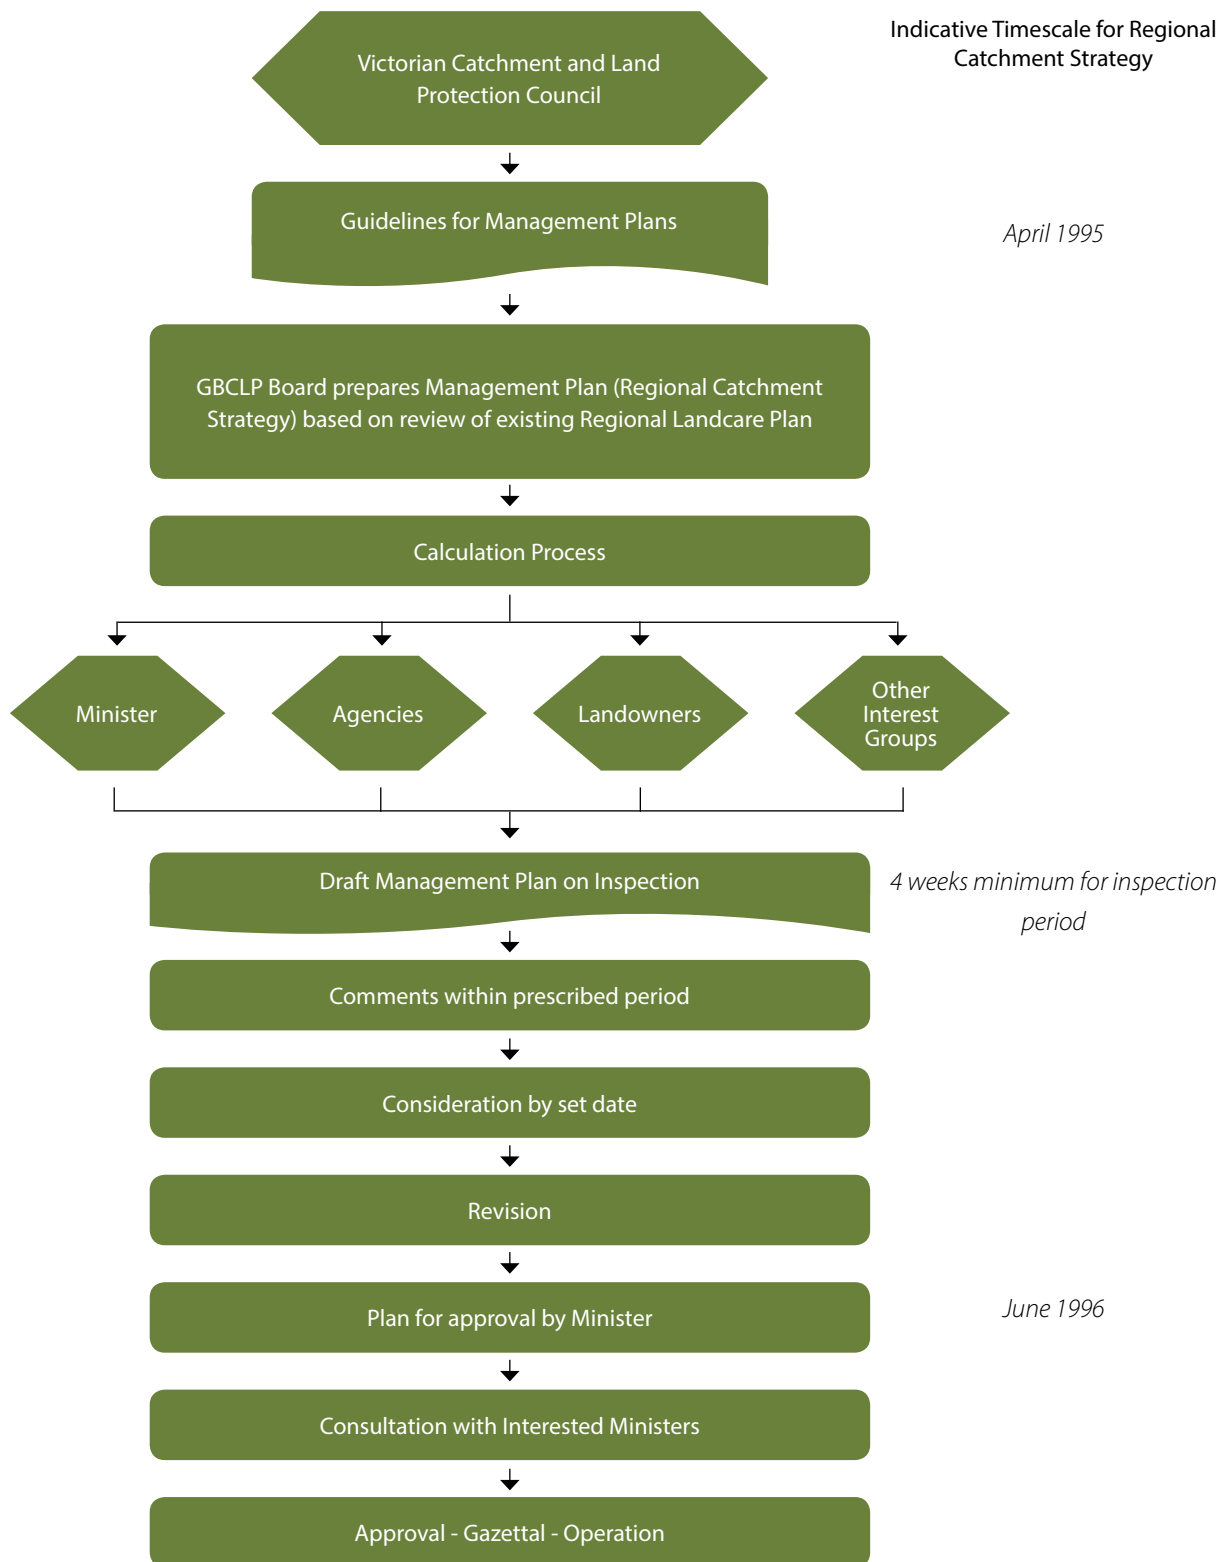 Indicative Timescale for Regional
Catchment Strategy
Victorian Catchment and Land
Protection Council
Guidelines for Management Plans
April 1995
GBCLP Board prepares Management Plan (Regional Catchment
Strategy) based on review of existing Regional Landcare Plan
Calculation Process
Minister
Agencies
Landowners
Other
Interest
Groups
Draft Management Plan on Inspection
4 weeks minimum for inspection
period
Comments within prescribed period
Consideration by set date
Revision
Plan for approval by Minister
June 1996
Consultation with Interested Ministers
Approval - Gazettal - Operation